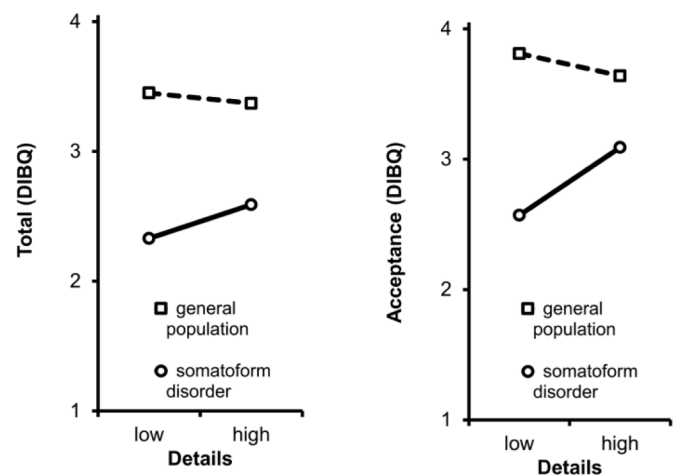 4
3
2
1
Total (DIBQ)
general
population
somatoform
disorder
low
high
Details
4
3
2
1
Acceptance (DIBQ)
general
population
somatoform
disorder
low
high
Details